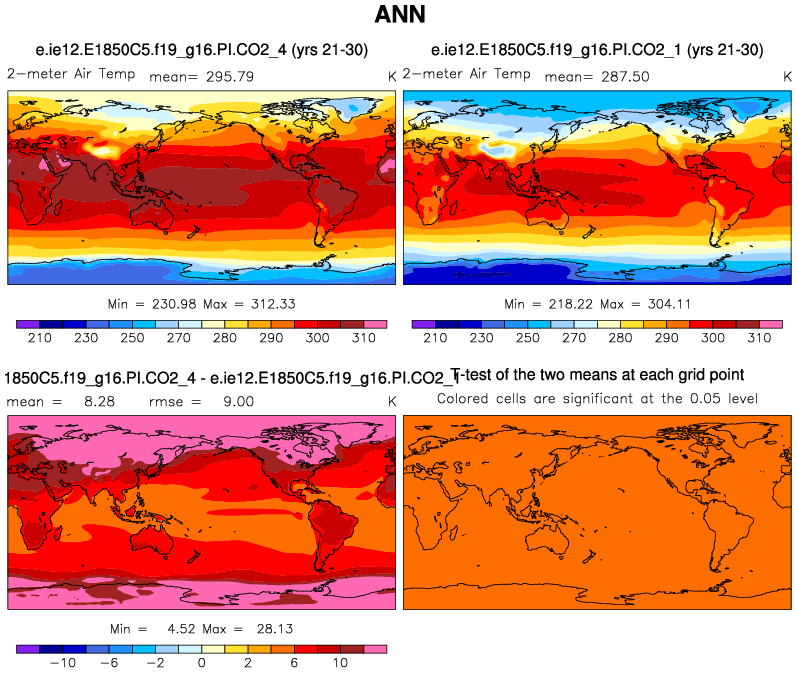 ANN
e.ie12.E1850C5.f19_g16.PI.CO2_4 (yrs 21-30)
2-meter Air Temp mean= 295.79 K
Min = 230.98 Max = 312.33
210 230 250 270 290 300 310
e.ie12.E1850C5.f19_g16.PI.CO2_1 (yrs 21-30)
2-meter Air Temp mean= 287.50 K
Min = 218.22 Max = 304.11
210 230 250 270 290 300 310
1850C5.f19_g16.PI.CO2_4 - e.ie12.E1850C5.f19_g16.PI.CO2_1
mean = 8.28 rmse = 9.00 K
Min = 4.52 Max = 28.13
-10 -6 -2 0 2 6 10
T-test of the two means at each grid point
Colored cells are significant at the 0.05 level